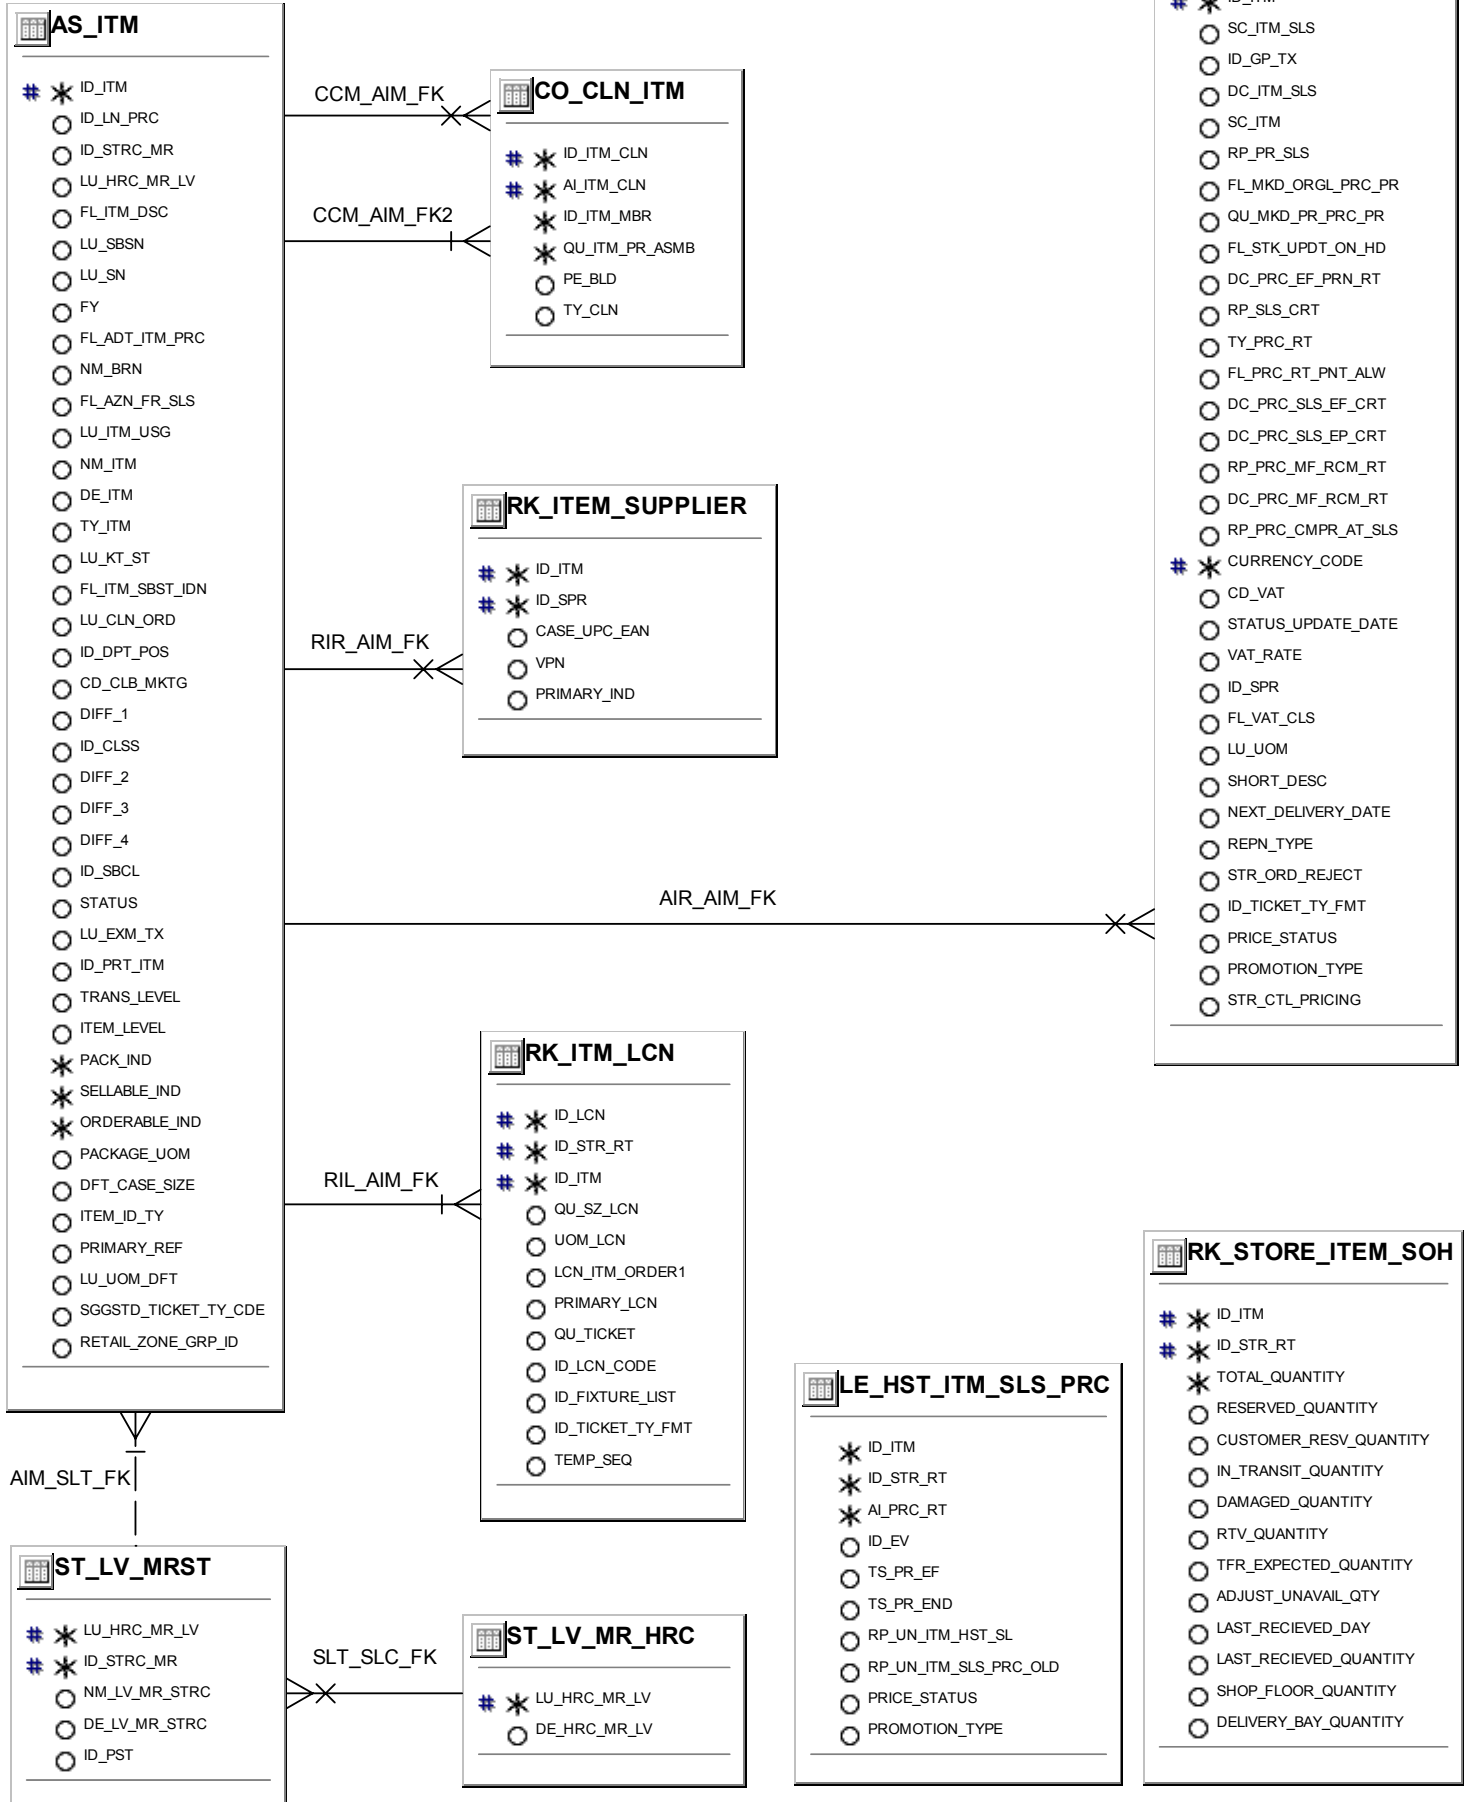 AS_ITM
# * ID_ITM
ID_LN_PRC
ID_STRC_MR
LU_HRC_MR_LV
FL_ITM_DSC
LU_SBSN
LU_SN
FY
FL_ADT_ITM_PRC
NM_BRN
FL_AZN_FR_SLS
LU_ITM_USG
NM_ITM
DE_ITM
TY_ITM
LU_KT_ST
FL_ITM_SBST_IDN
LU_CLN_ORD
ID_DPT_POS
CD_CLB_MKTG
DIFF_1
ID_CLSS
DIFF_2
DIFF_3
DIFF_4
ID_SBCL
STATUS
LU_EXM_TX
ID_PRT_ITM
TRANS_LEVEL
ITEM_LEVEL
* PACK_IND
* SELLABLE_IND
* ORDERABLE_IND
PACKAGE_UOM
DFT_CASE_SIZE
ITEM_ID_TY
PRIMARY_REF
LU_UOM_DFT
SGGSTD_TICKET_TY_CDE
RETAIL_ZONE_GRP_ID
CCM_AIM_FK
CCM_AIM_FK2
CO_CLN_ITM
# * ID_ITM_CLN
# * AI_ITM_CLN
* ID_ITM_MBR
* QU_ITM_PR_ASMB
PE_BLD
TY_CLN
RIR_AIM_FK
RK_ITEM_SUPPLIER
# * ID_ITM
# * ID_SPR
CASE_UPC_EAN
VPN
PRIMARY_IND
AIR_AIM_FK
# * ID_ITM
SC_ITM_SLS
ID_GP_TX
DC_ITM_SLS
SC_ITM
RP_PR_SLS
FL_MKD_ORGL_PRC_PR
QU_MKD_PR_PRC_PR
FL_STK_UPDT_ON_HD
DC_PRC_EF_PRN_RT
RP_SLS_CRT
TY_PRC_RT
FL_PRC_RT_PNT_ALW
DC_PRC_SLS_EF_CRT
DC_PRC_SLS_EP_CRT
RP_PRC_MF_RCM_RT
DC_PRC_MF_RCM_RT
RP_PRC_CMPR_AT_SLS
# * CURRENCY_CODE
CD_VAT
STATUS_UPDATE_DATE
VAT_RATE
ID_SPR
FL_VAT_CLS
LU_UOM
SHORT_DESC
NEXT_DELIVERY_DATE
REPN_TYPE
STR_ORD_REJECT
ID_TICKET_TY_FMT
PRICE_STATUS
PROMOTION_TYPE
STR_CTL_PRICING
RIL_AIM_FK
RK_ITM_LCN
# * ID_LCN
# * ID_STR_RT
# * ID_ITM
QU_SZ_LCN
UOM_LCN
LCN_ITM_ORDER1
PRIMARY_LCN
QU_TICKET
ID_LCN_CODE
ID_FIXTURE_LIST
ID_TICKET_TY_FMT
TEMP_SEQ
AIM_SLT_FK
ST_LV_MRST
# * LU_HRC_MR_LV
# * ID_STRC_MR
NM_LV_MR_STRC
DE_LV_MR_STRC
ID_PST
SLT_SLC_FK
ST_LV_MR_HRC
# * LU_HRC_MR_LV
DE_HRC_MR_LV
LE_HST_ITM_SLS_PRC
* ID_ITM
* ID_STR_RT
* AI_PRC_RT
ID_EV
TS_PR_EF
TS_PR_END
RP_UN_ITM_HST_SL
RP_UN_ITM_SLS_PRC_OLD
PRICE_STATUS
PROMOTION_TYPE
RK_STORE_ITEM_SOH
# * ID_ITM
# * ID_STR_RT
* TOTAL_QUANTITY
RESERVED_QUANTITY
CUSTOMER_RESV_QUANTITY
IN_TRANSIT_QUANTITY
DAMAGED_QUANTITY
RTV_QUANTITY
TFR_EXPECTED_QUANTITY
ADJUST_UNAVAIL_QTY
LAST_RECIEVED_DAY
LAST_RECIEVED_QUANTITY
SHOP_FLOOR_QUANTITY
DELIVERY_BAY_QUANTITY